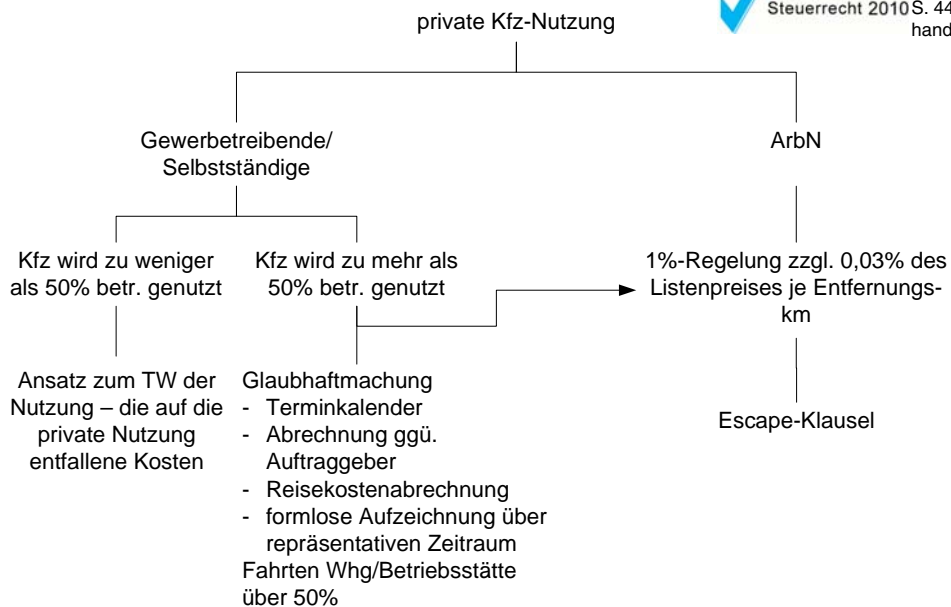 private Kfz-Nutzung
Steuerrecht 2010 S. 44
hand
Gewerbetreibende/
Selbstständige
ArbN
Kfz wird zu weniger
als 50% betr. genutzt
Kfz wird zu mehr als
50% betr. genutzt
1%-Regelung zzgl. 0,03% des
Listenpreises je Entfernungs-
km
Ansatz zum TW der
Nutzung – die auf die
private Nutzung
entfallene Kosten
Glaubhaftmachung
- Terminkalender
- Abrechnung ggü.
Auftraggeber
- Reisekostenabrechnung
- formlose Aufzeichnung über
repräsentativen Zeitraum
Fahrten Whg/Betriebsstätte
über 50%
Escape-Klausel